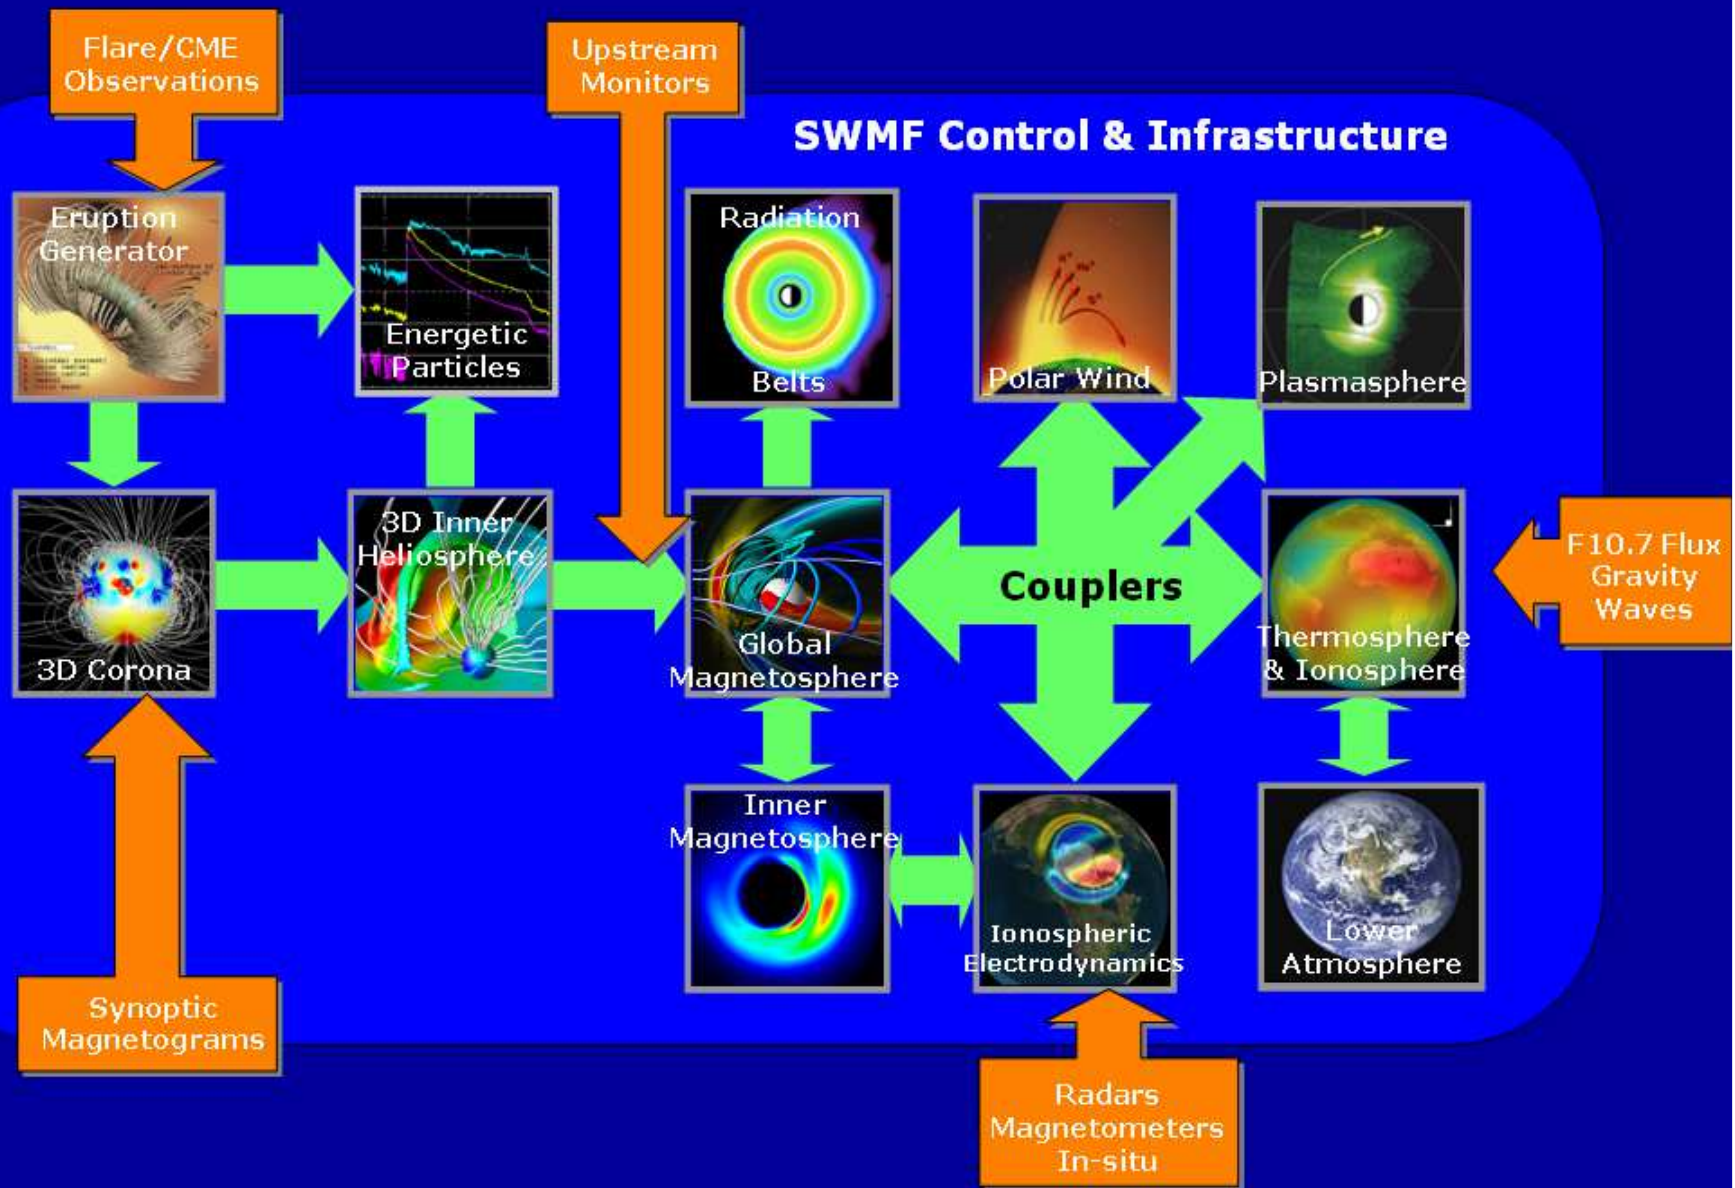 Flare/CME
Observations
Upstream
Monitors
SWMF Control & Infrastructure
Eruption
Generator
Energetic
Particles
Radiation
Belts
Polar Wind
Plasmasphere
3D Corona
3D Inner
Heliosphere
Global
Magnetosphere
Couplers
Thermosphere
& Ionosphere
F10.7 Flux
Gravity
Waves
Inner
Magnetosphere
Ionospheric
Electrodynamics
Lower
Atmosphere
Synoptic
Magnetograms
Radars
Magnetometers
In-situ